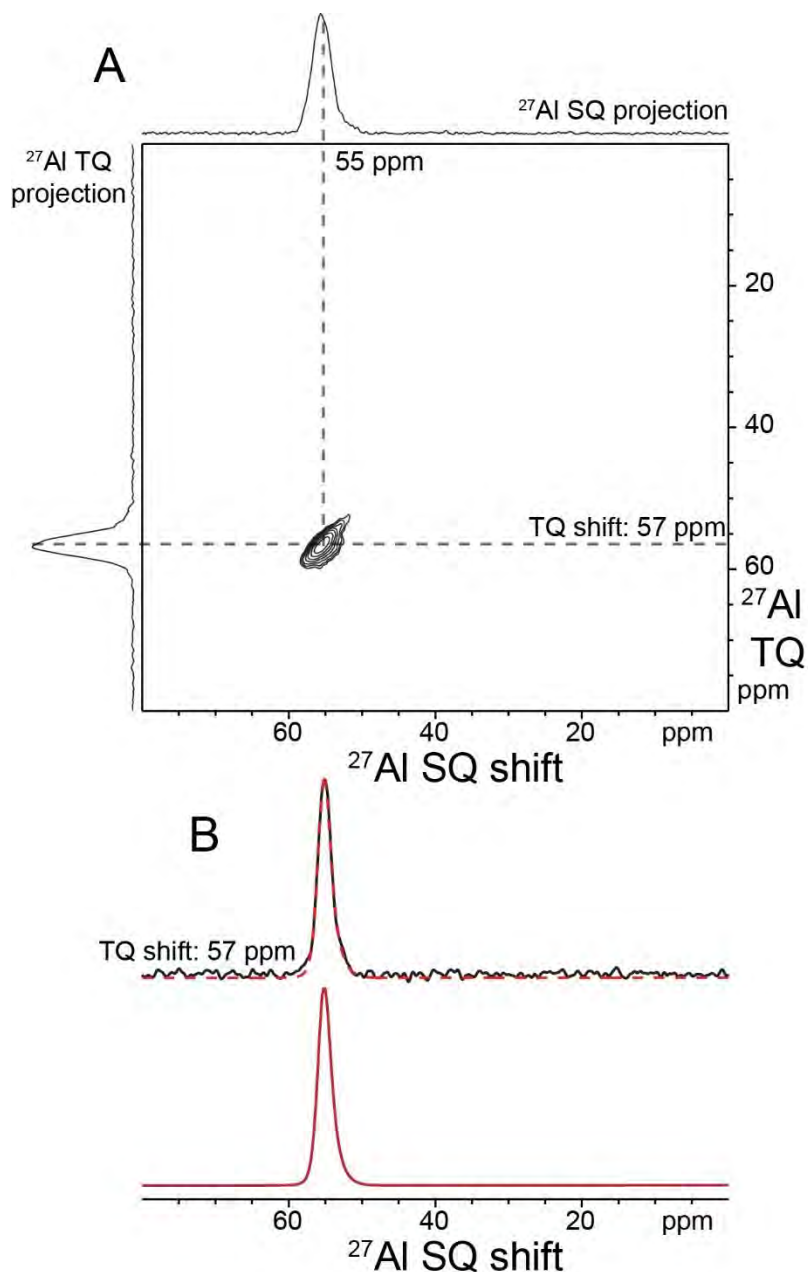 A
²⁷Al SQ projection
²⁷Al TQ
projection
55 ppm
20
40
TQ shift: 57 ppm
60
²⁷Al
TQ
ppm
60
40
20
ppm
²⁷Al SQ shift
B
TQ shift: 57 ppm
60
40
20
ppm
²⁷Al SQ shift